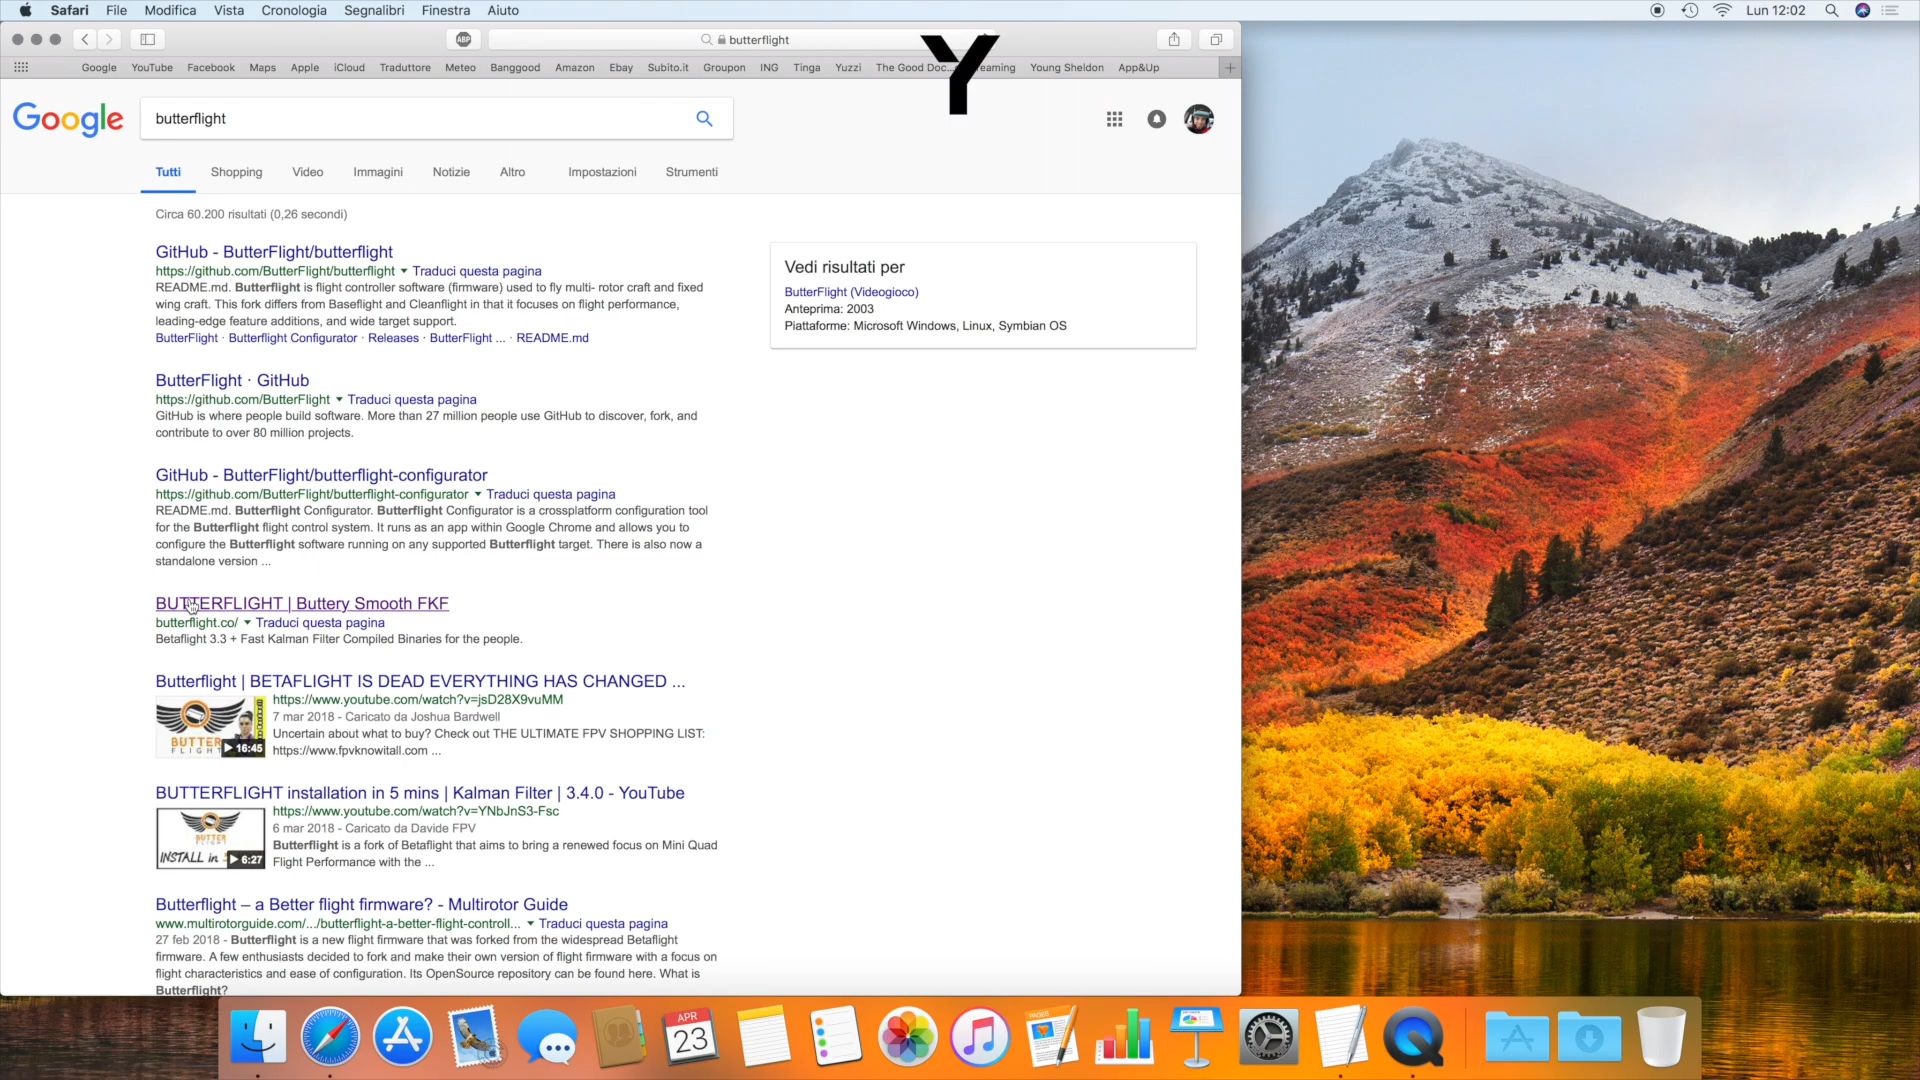 Safari File Modifica Vista Cronologia Segnalibri Finestra Aiuto
Lun 12:02
ABP
butterflight
Google YouTube Facebook Maps Apple iCloud Traduttore Meteo Banggood Amazon Ebay Subito.it Groupon ING Tinga Yuzzi The Good Doc... eaming Young Sheldon App&Up
Y
Google
butterflight
Tutti Shopping Video Immagini Notizie Altro Impostazioni Strumenti
Circa 60.200 risultati (0,26 secondi)
GitHub - ButterFlight/butterflight
https://github.com/ButterFlight/butterflight ▼ Traduci questa pagina
README.md. Butterflight is flight controller software (firmware) used to fly multi- rotor craft and fixed
wing craft. This fork differs from Baseflight and Cleanflight in that it focuses on flight performance,
leading-edge feature additions, and wide target support.
ButterFlight · Butterflight Configurator · Releases · ButterFlight ... · README.md
ButterFlight · GitHub
https://github.com/ButterFlight ▼ Traduci questa pagina
GitHub is where people build software. More than 27 million people use GitHub to discover, fork, and
contribute to over 80 million projects.
GitHub - ButterFlight/butterflight-configurator
https://github.com/ButterFlight/butterflight-configurator ▼ Traduci questa pagina
README.md. Butterflight Configurator. Butterflight Configurator is a crossplatform configuration tool
for the Butterflight flight control system. It runs as an app within Google Chrome and allows you to
configure the Butterflight software running on any supported Butterflight target. There is also now a
standalone version ...
BUTTERFLIGHT | Buttery Smooth FKF
butterflight.co/ ▼ Traduci questa pagina
Betaflight 3.3 + Fast Kalman Filter Compiled Binaries for the people.
Butterflight | BETAFLIGHT IS DEAD EVERYTHING HAS CHANGED ...
https://www.youtube.com/watch?v=jsD28X9vuMM
7 mar 2018 - Caricato da Joshua Bardwell
Uncertain about what to buy? Check out THE ULTIMATE FPV SHOPPING LIST:
https://www.fpvknowitall.com ...
BUTTER
FLIGHT
16:45
BUTTERFLIGHT installation in 5 mins | Kalman Filter | 3.4.0 - YouTube
https://www.youtube.com/watch?v=YNbJnS3-Fsc
6 mar 2018 - Caricato da Davide FPV
Butterflight is a fork of Betaflight that aims to bring a renewed focus on Mini Quad
Flight Performance with the ...
BUTTER
FLIGHT
INSTALL in
6:27
Butterflight – a Better flight firmware? - Multirotor Guide
www.multirotorguide.com/.../butterflight-a-better-flight-controll... ▼ Traduci questa pagina
27 feb 2018 - Butterflight is a new flight firmware that was forked from the widespread Betaflight
firmware. A few enthusiasts decided to fork and make their own version of flight firmware with a focus on
flight characteristics and ease of configuration. Its OpenSource repository can be found here. What is
Butterflight?
Vedi risultati per
ButterFlight (Videogioco)
Anteprima: 2003
Piattaforme: Microsoft Windows, Linux, Symbian OS
APR
23
PAGES